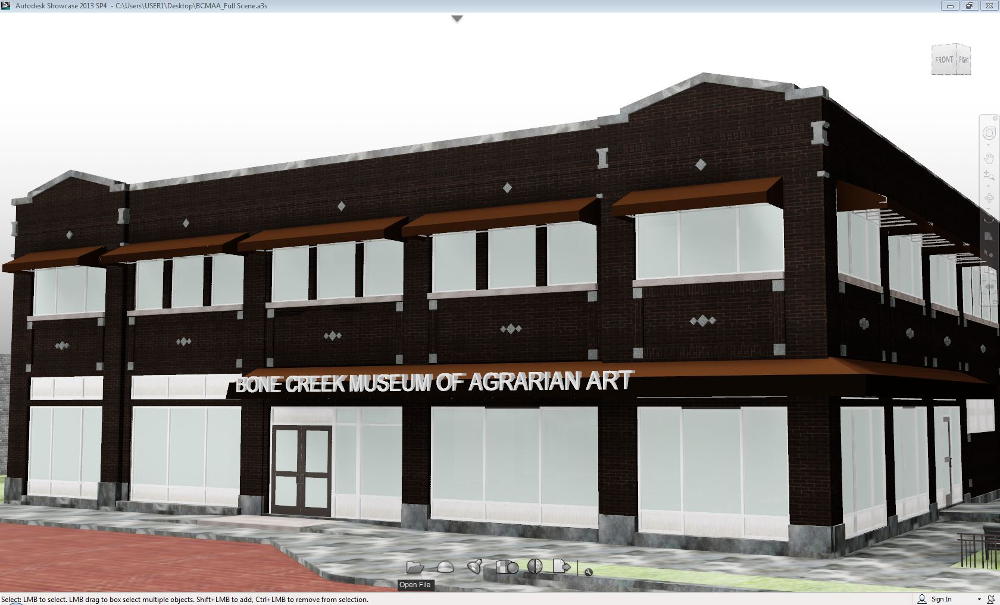 Autodesk Showcase 2013 SP4 - C:\Users\USER1\Desktop\BCMAA_Full Scene.a3s
FRONT RIGHT
BONE CREEK MUSEUM OF AGRARIAN ART
Open File
Select: LMB to select. LMB drag to box select multiple objects. Shift+LMB to add, Ctrl+LMB to remove from selection.
Sign In